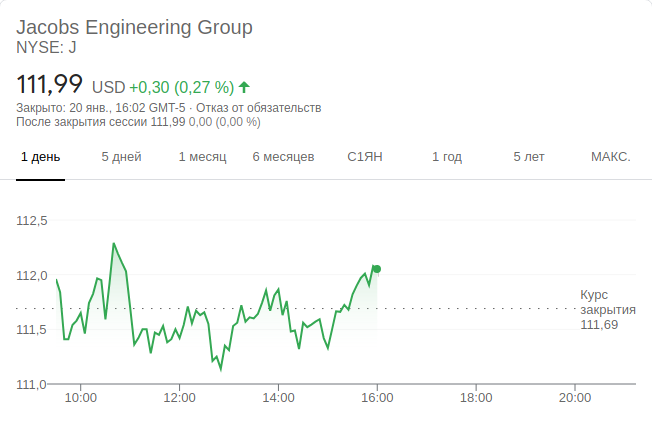 Jacobs Engineering Group
NYSE: J
111,99 USD +0,30 (0,27 %)
Закрыто: 20 янв., 16:02 GMT-5 · Отказ от обязательств
После закрытия сессии 111,99 0,00 (0,00 %)
1 день 5 дней 1 месяц 6 месяцев С1ЯН 1 год 5 лет МАКС.
112,5
112,0
Курс
закрытия
111,69
111,5
111,0
10:00 12:00 14:00 16:00 18:00 20:00